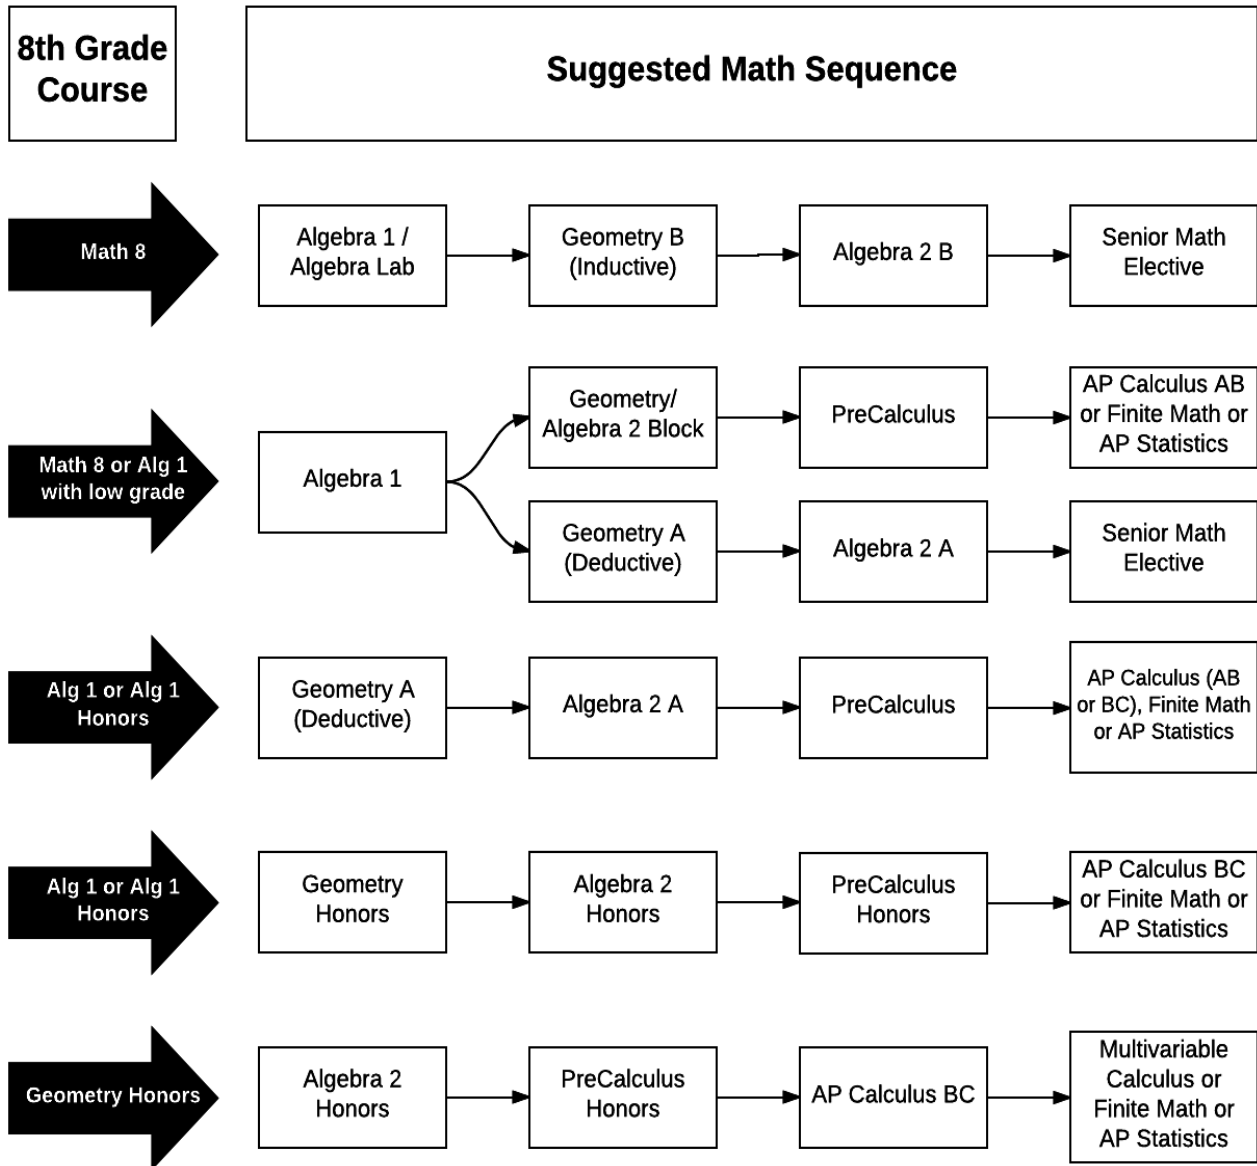 8th Grade
Course
Suggested Math Sequence
Math 8
Algebra 1 /
Algebra Lab
Geometry B
(Inductive)
Algebra 2 B
Senior Math
Elective
Math 8 or Alg 1
with low grade
Algebra 1
Geometry/
Algebra 2 Block
PreCalculus
AP Calculus AB
or Finite Math or
AP Statistics
Geometry A
(Deductive)
Algebra 2 A
Senior Math
Elective
Alg 1 or Alg 1
Honors
Geometry A
(Deductive)
Algebra 2 A
PreCalculus
AP Calculus (AB
or BC), Finite Math
or AP Statistics
Alg 1 or Alg 1
Honors
Geometry
Honors
Algebra 2
Honors
PreCalculus
Honors
AP Calculus BC
or Finite Math or
AP Statistics
Geometry Honors
Algebra 2
Honors
PreCalculus
Honors
AP Calculus BC
Multivariable
Calculus or
Finite Math or
AP Statistics